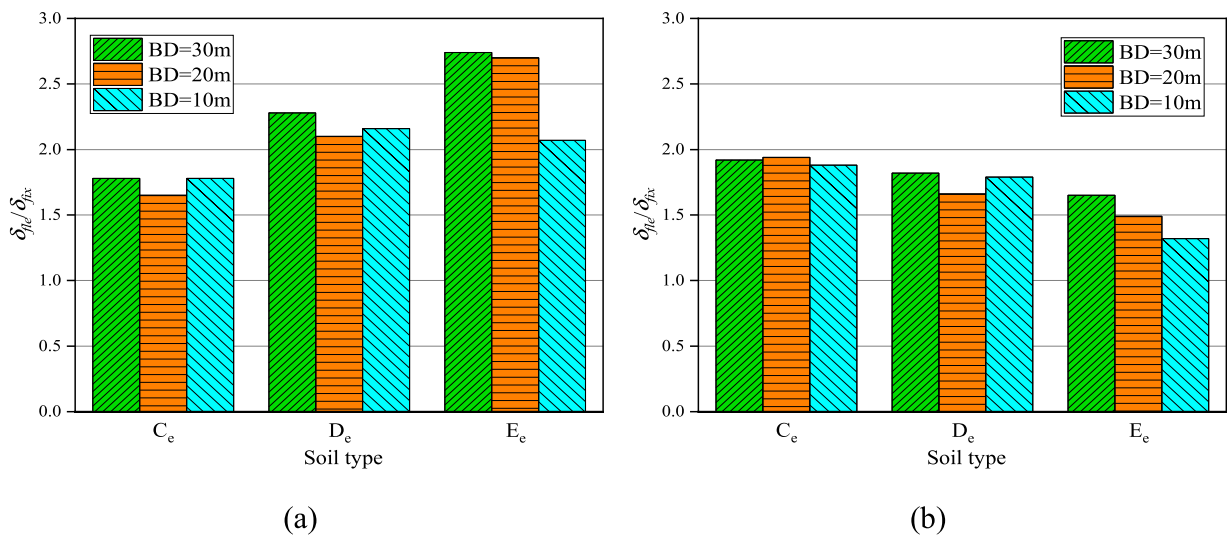 3.0
2.5
2.0
1.5
1.0
0.5
0.0
δfle/δfix
BD=30m
BD=20m
BD=10m
Ce De Ee
Soil type
(a)
3.0
2.5
2.0
1.5
1.0
0.5
0.0
δfle/δfix
BD=30m
BD=20m
BD=10m
Ce De Ee
Soil type
(b)